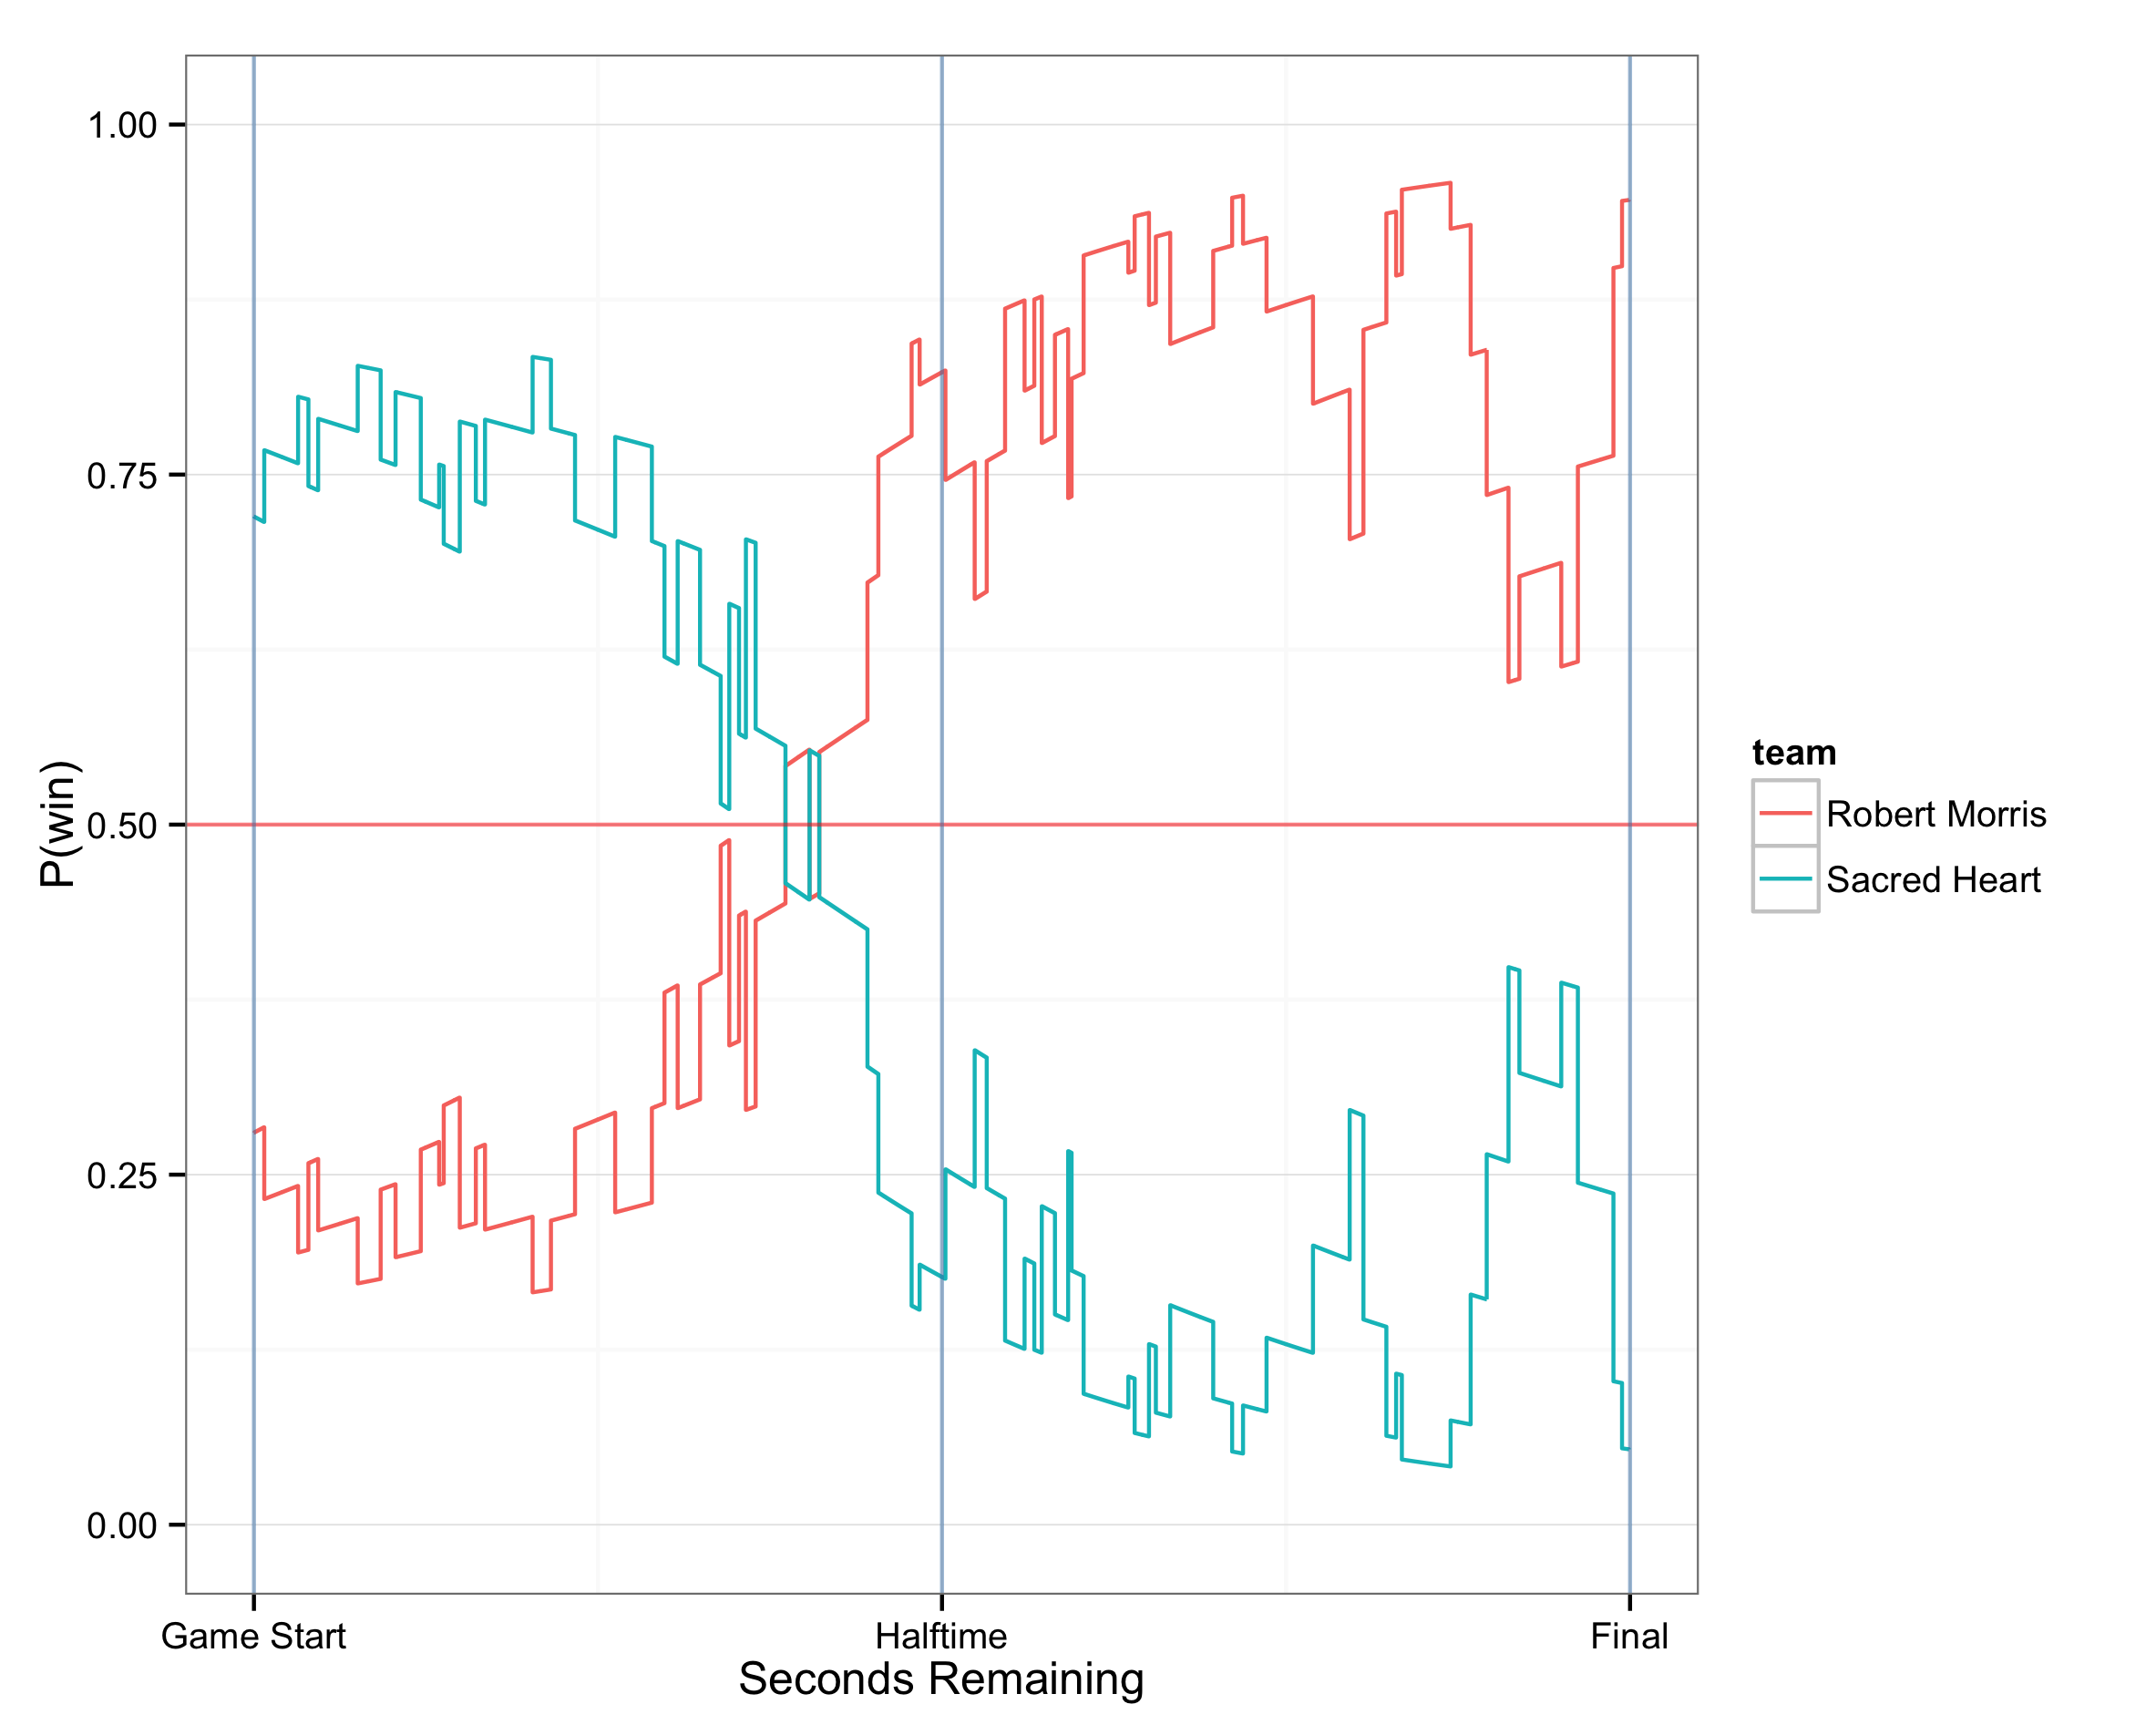 1.00
0.75
0.50
0.25
0.00
P(win)
Game Start
Halftime
Final
Seconds Remaining
team
Robert Morris
Sacred Heart